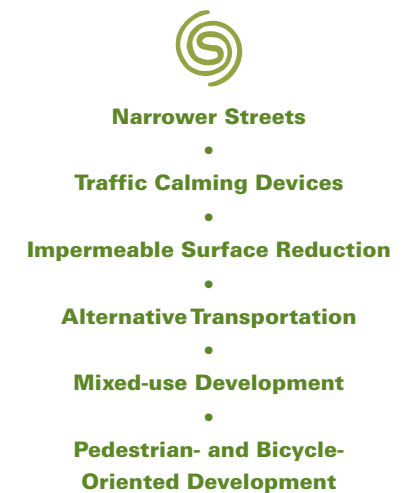 Narrower Streets
•
Traffic Calming Devices
•
Impermeable Surface Reduction
•
Alternative Transportation
•
Mixed-use Development
•
Pedestrian- and Bicycle-
Oriented Development